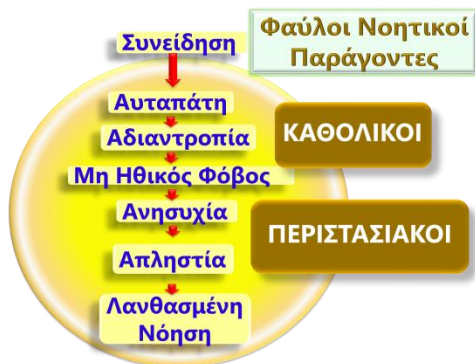 Φαύλοι Νοητικοί
Παράγοντες
Συνείδηση
Αυταπάτη
Αδιαντροπία
Μη Ηθικός Φόβος
Ανησυχία
Απληστία
Λανθασμένη
Νόηση
ΚΑΘΟΛΙΚΟΙ
ΠΕΡΙΣΤΑΣΙΑΚΟΙ